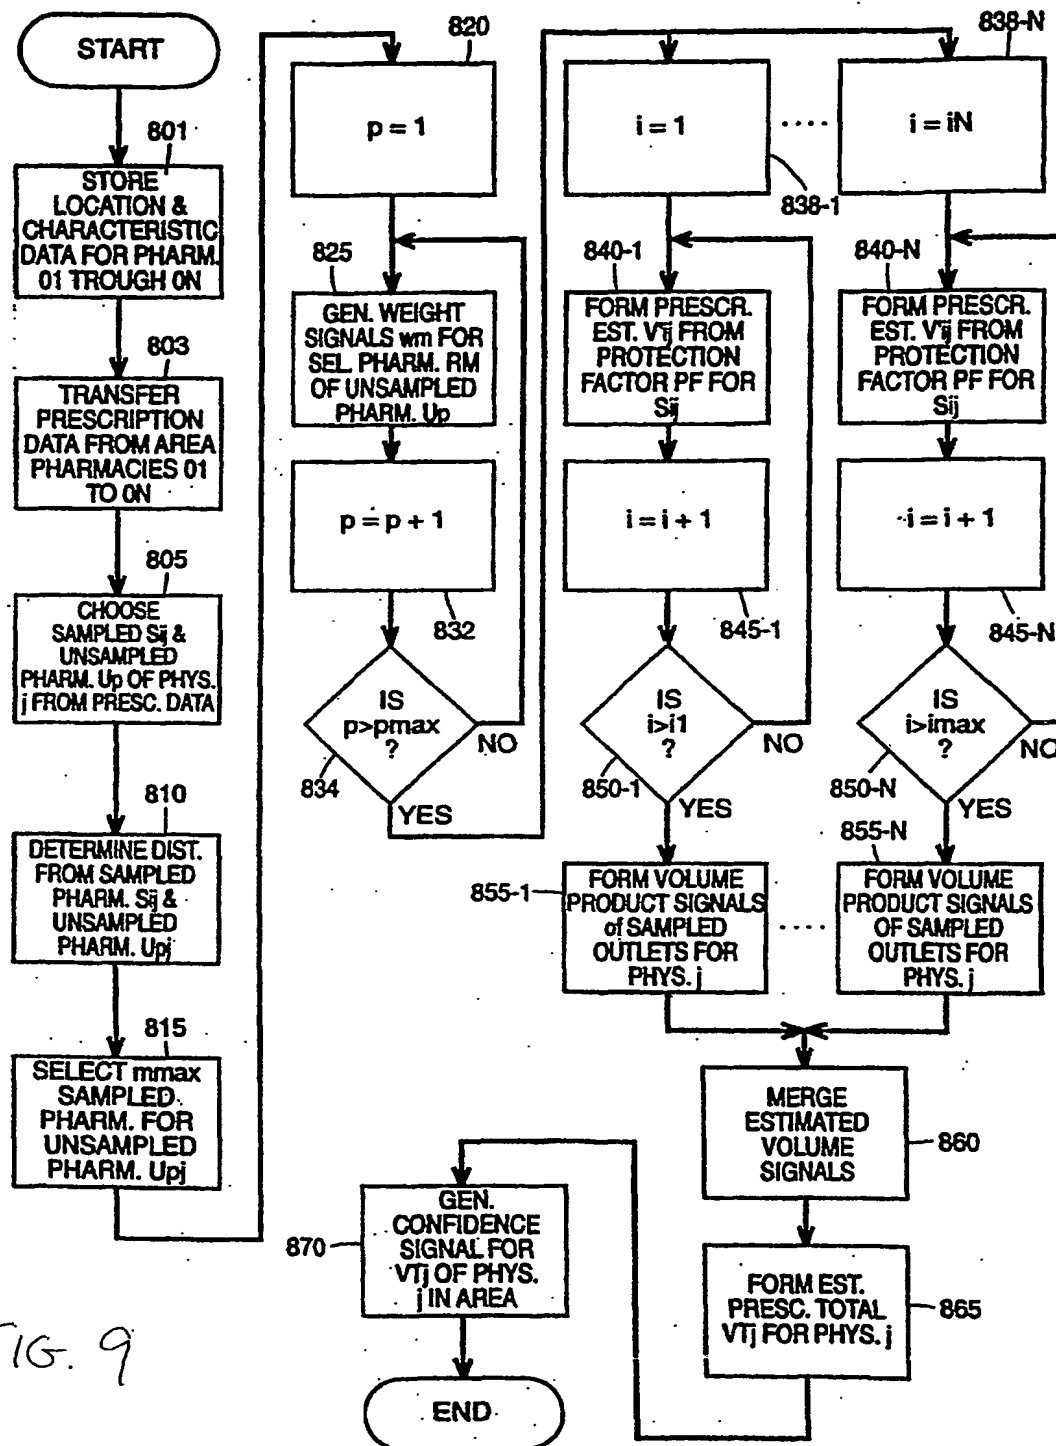 START
801
STORE
LOCATION &
CHARACTERISTIC
DATA FOR PHARM.
01 TROUGH 0N
803
TRANSFER
PRESCRIPTION
DATA FROM AREA
PHARMACIES 01
TO 0N
805
CHOOSE
SAMPLED Sij &
UNSAMPLED
PHARM. Up OF PHYS.
j FROM PRESC. DATA
810
DETERMINE DIST.
FROM SAMPLED
PHARM. Sij &
UNSAMPLED
PHARM. Upj
815
SELECT mmax
SAMPLED
PHARM. FOR
UNSAMPLED
PHARM. Upj
820
p = 1
825
GEN. WEIGHT
SIGNALS wm FOR
SEL. PHARM. RM
OF UNSAMPLED
PHARM. Up
p = p + 1
832
IS
p>pmax
?
NO
834
YES
i = 1
838-1
840-1
FORM PRESCR.
EST. Vij FROM
PROTECTION
FACTOR PF FOR
Sij
i = i + 1
845-1
IS
i>i1
?
NO
850-1
YES
855-1
FORM VOLUME
PRODUCT SIGNALS
of SAMPLED
OUTLETS FOR
PHYS. j
....
838-N
i = iN
840-N
FORM PRESCR.
EST. Vij FROM
PROTECTION
FACTOR PF FOR
Sij
i = i + 1
845-N
IS
i>imax
?
NO
850-N
YES
855-N
FORM VOLUME
PRODUCT SIGNALS
OF SAMPLED
OUTLETS FOR
PHYS. j
....
MERGE
ESTIMATED
VOLUME
SIGNALS
860
FORM EST.
PRESC. TOTAL
VTj FOR PHYS. j
865
870
GEN.
CONFIDENCE
SIGNAL FOR
VTj OF PHYS.
j IN AREA
END
FIG. 9